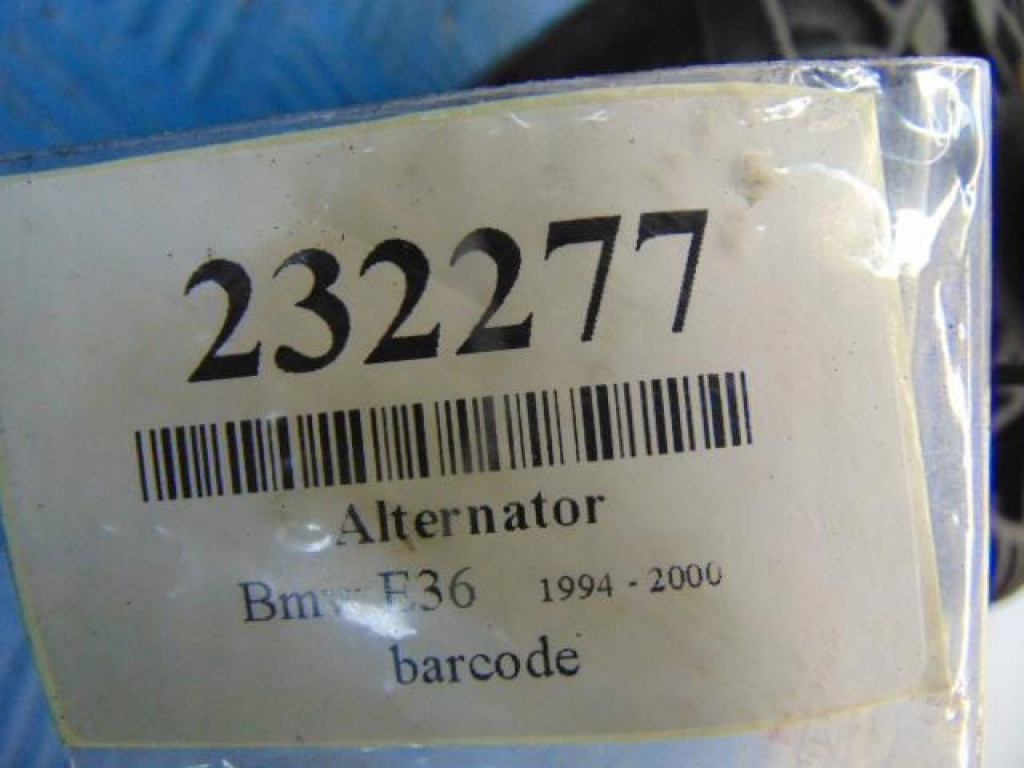 232277
Alternator
Bmw E36 1994 - 2000
barcode